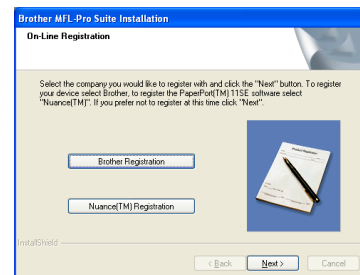 Brother MFL-Pro Suite Installation
On-Line Registration
Select the company you would like to register with and click the "Next" button. To register
your device select Brother, to register the PaperPort(TM) 11SE software select
"Nuance(TM)". If you prefer not to register at this time click "Next".
Product Registration
Brother Registration
Nuance(TM) Registration
InstallShield
< Back
Next >
Cancel